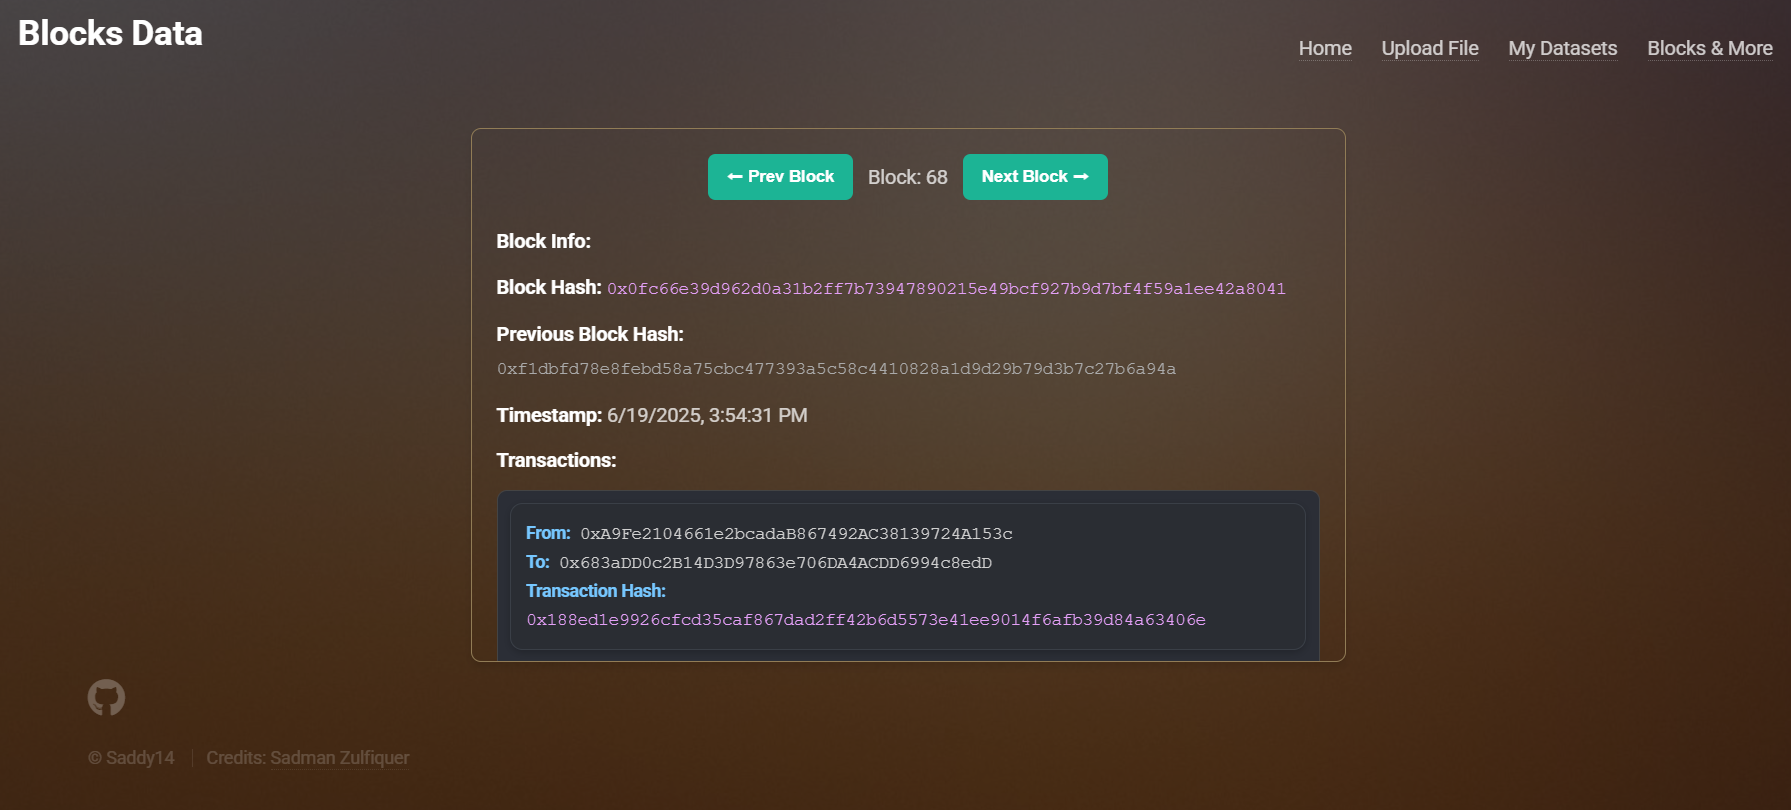 Blocks Data
Home Upload File My Datasets Blocks & More
← Prev Block Block: 68 Next Block →
Block Info:
Block Hash: 0x0fc66e39d962d0a31b2ff7b73947890215e49bcf927b9d7bf4f59a1ee42a8041
Previous Block Hash:
0xf1dbfd78e8febd58a75cbc477393a5c58c4410828a1d9d29b79d3b7c27b6a94a
Timestamp: 6/19/2025, 3:54:31 PM
Transactions:
From: 0xA9Fe2104661e2bcadaB867492AC38139724A153c
To: 0x683aDD0c2B14D3D97863e706DA4ACDD6994c8edD
Transaction Hash:
0x188ed1e9926cfcd35caf867dad2ff42b6d5573e41ee9014f6afb39d84a63406e
© Saddy14 Credits: Sadman Zulfiquer